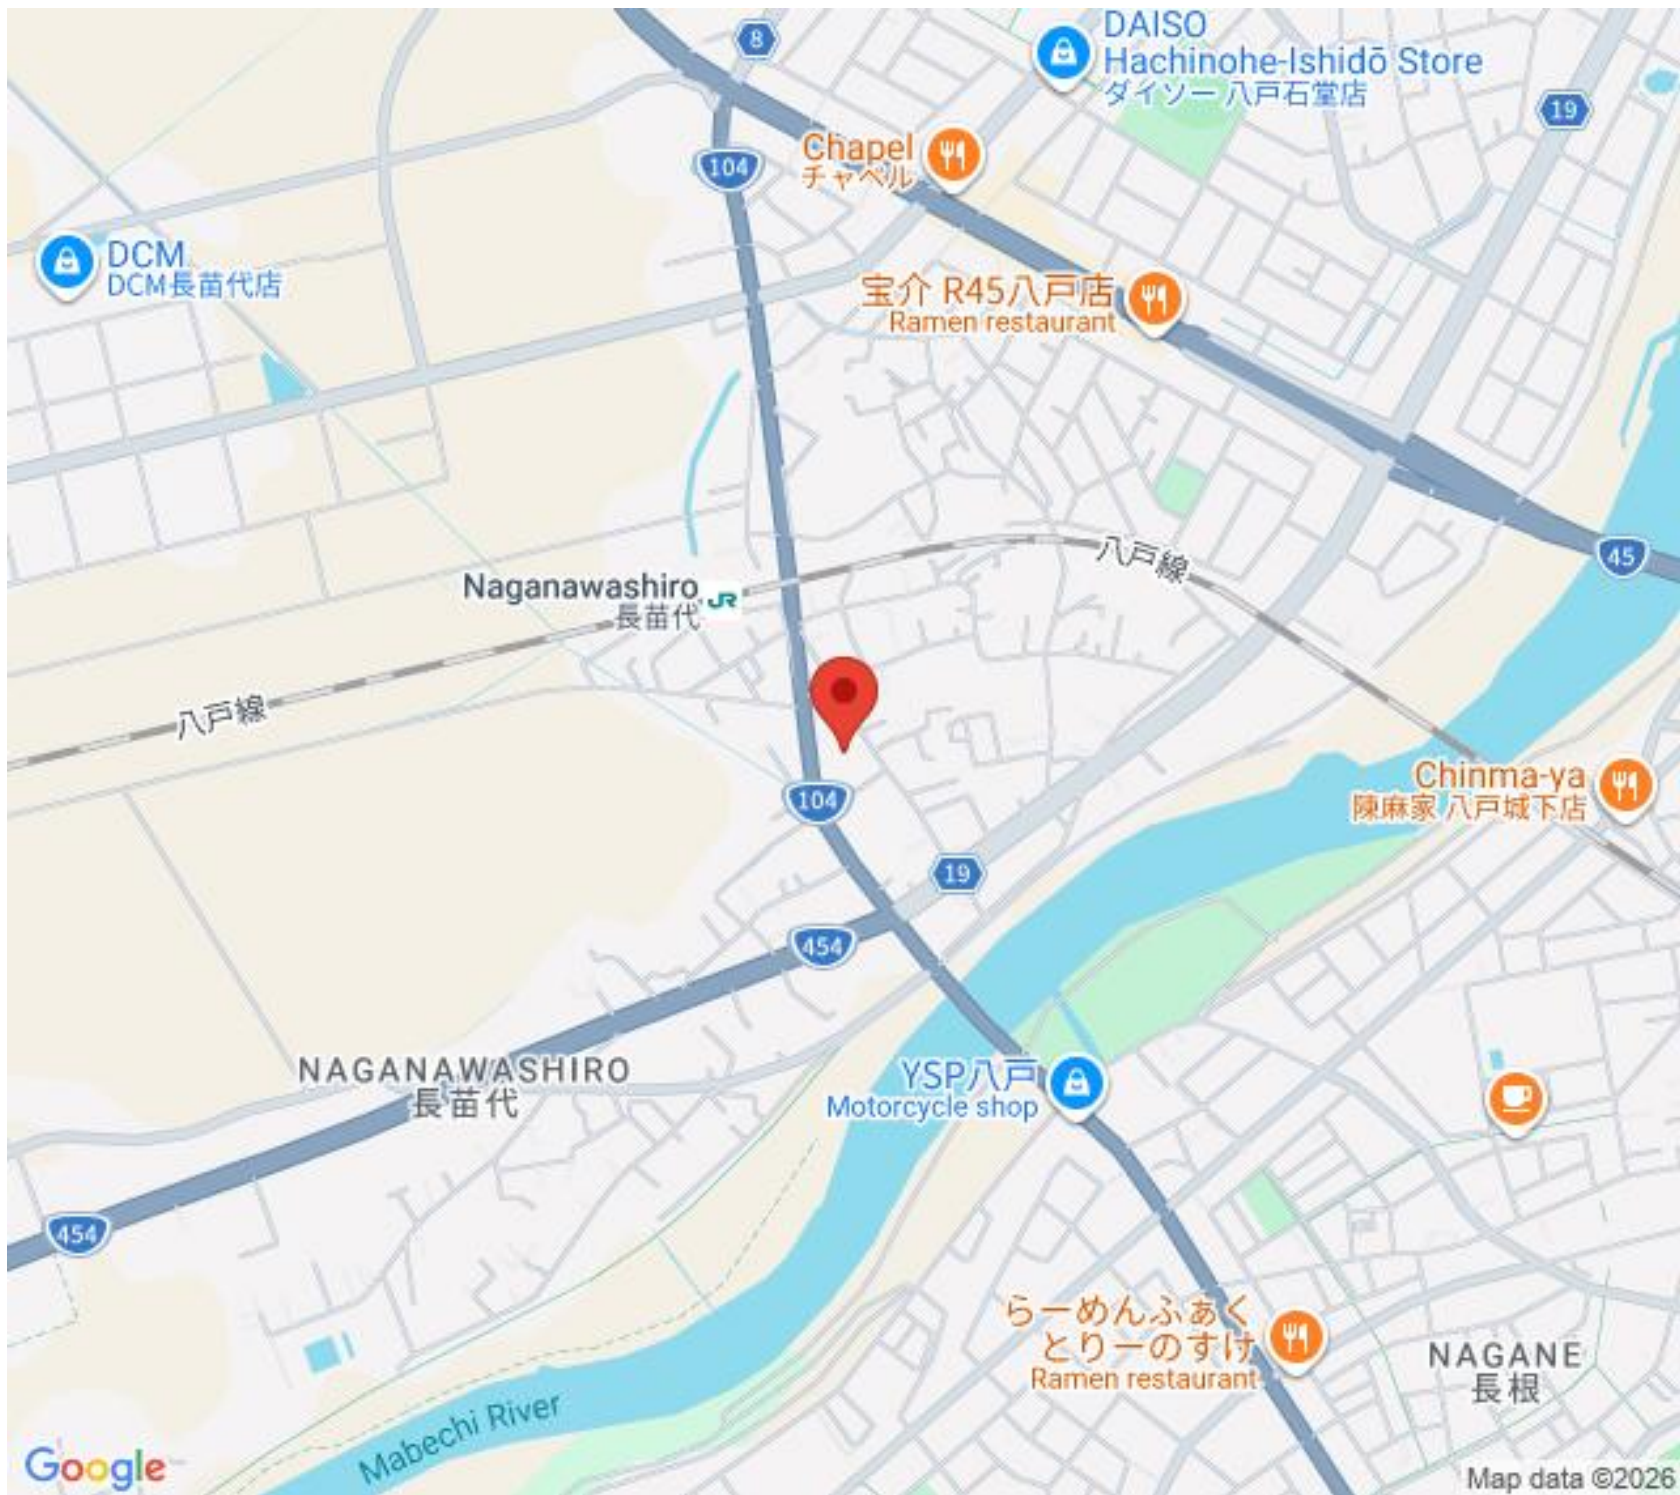 8
DAISO
Hachinohe-Ishidō Store
ダイソー 八戸石堂店
19
Chapel
チャペル
104
DCM
DCM長苗代店
宝介 R45八戸店
Ramen restaurant
八戸線
45
Naganawashiro
長苗代
JR
八戸線
Chinma-ya
陳麻家 八戸城下店
104
19
454
NAGANAWASHIRO
長苗代
YSP八戸
Motorcycle shop
454
らーめんふぁく
とりーのすけ
Ramen restaurant
NAGANE
長根
Mabechi River
Google
Map data ©2026